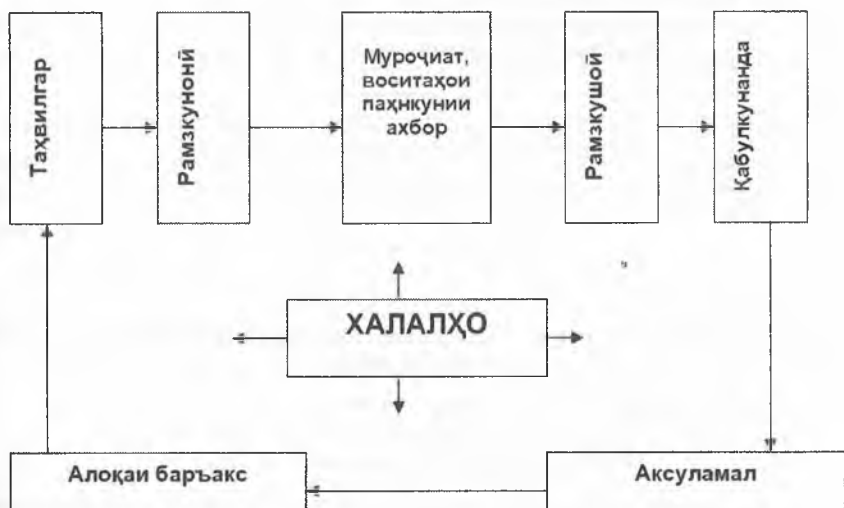 Таҳвилгар
Рамзкунонӣ
Муроҷиат,
воситаҳои
паҳнкунии
ахбор
Рамзкушоӣ
Қабулкунанда
ХАЛАЛҲО
Алоқаи баръакс
Аксуламал